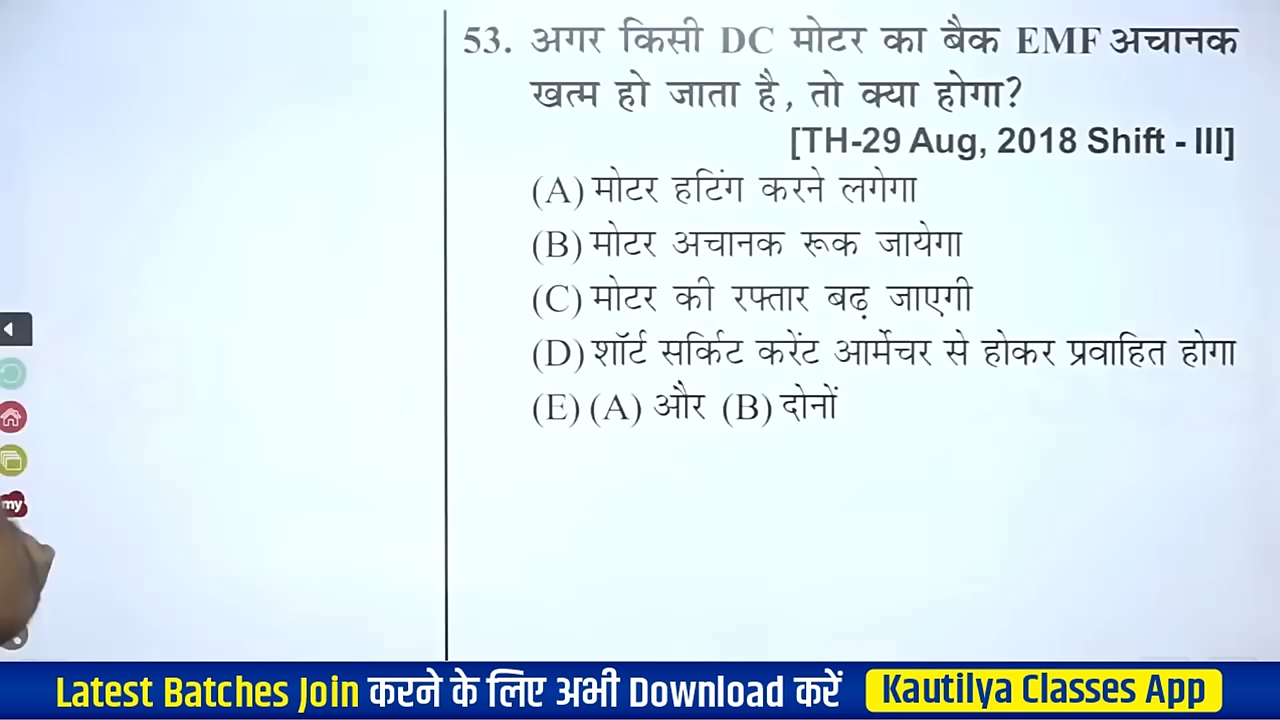 53. अगर किसी DC मोटर का बैक EMF अचानक
खत्म हो जाता है, तो क्या होगा?
[TH-29 Aug, 2018 Shift - III]
(A) मोटर हटिंग करने लगेगा
(B) मोटर अचानक रूक जायेगा
(C) मोटर की रफ्तार बढ़ जाएगी
(D) शॉर्ट सर्किट करेंट आर्मेचर से होकर प्रवाहित होगा
(E) (A) और (B) दोनों
my
Latest Batches Join करने के लिए अभी Download करें Kautilya Classes App